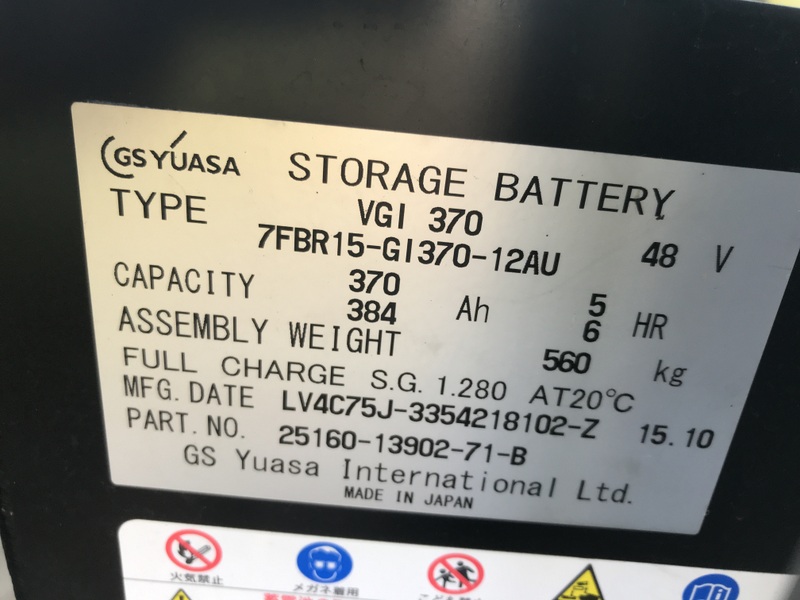 GS YUASA STORAGE BATTERY
TYPE VGI 370
7FBR15-GI370-12AU 48 V
CAPACITY 370 5
384 Ah 6 HR
ASSEMBLY WEIGHT 560 kg
FULL CHARGE S.G. 1.280 AT20℃
MFG.DATE LV4C75J-3354218102-Z 15.10
PART.NO. 25160-13902-71-B
GS Yuasa International Ltd.
MADE IN JAPAN
火気禁止 メガネ着用